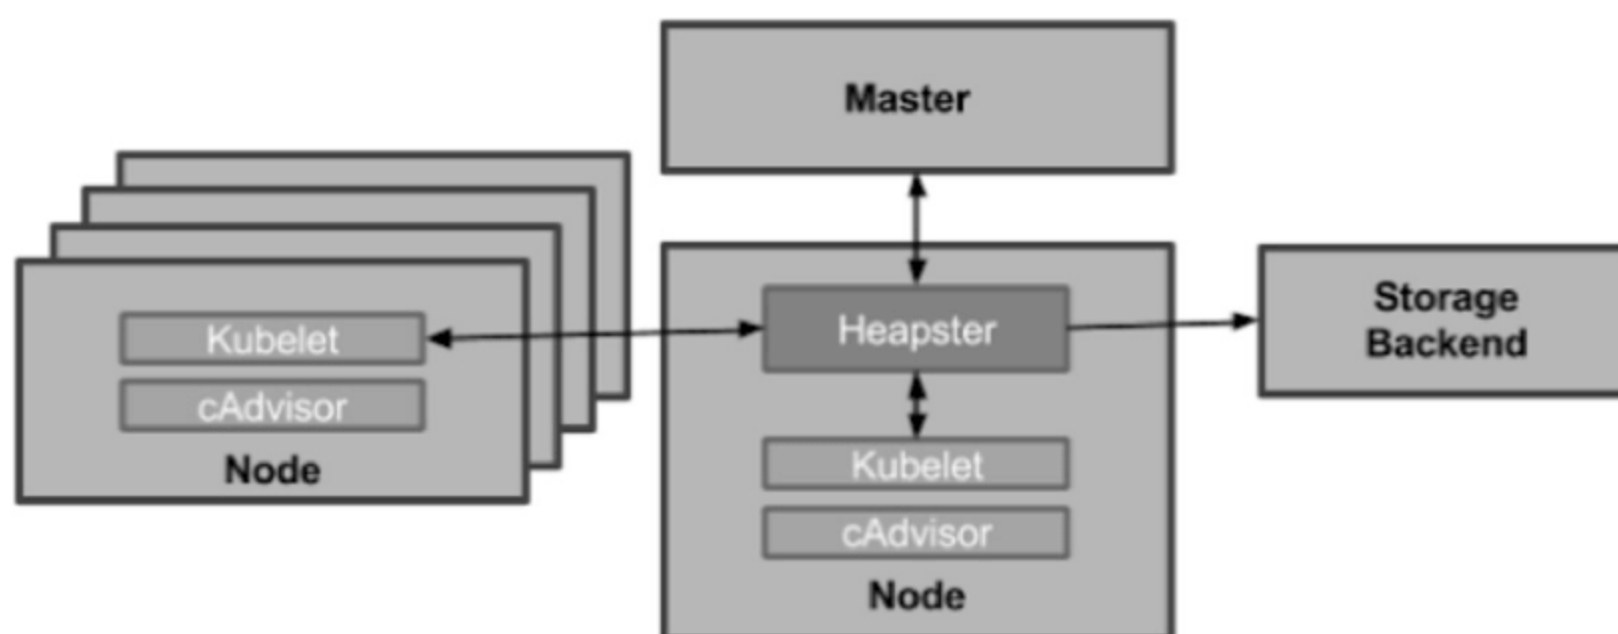 Master
Kubelet
cAdvisor
Node
Heapster
Kubelet
cAdvisor
Node
Storage
Backend